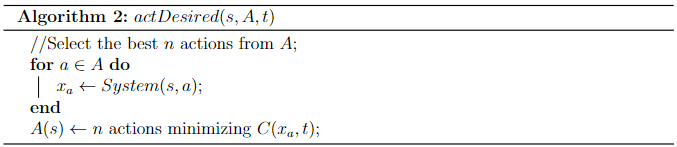 Algorithm 2: actDesired(s, A, t)
//Select the best n actions from A;
for a ∈ A do
x_a ← System(s, a);
end
A(s) ← n actions minimizing C(x_a, t);